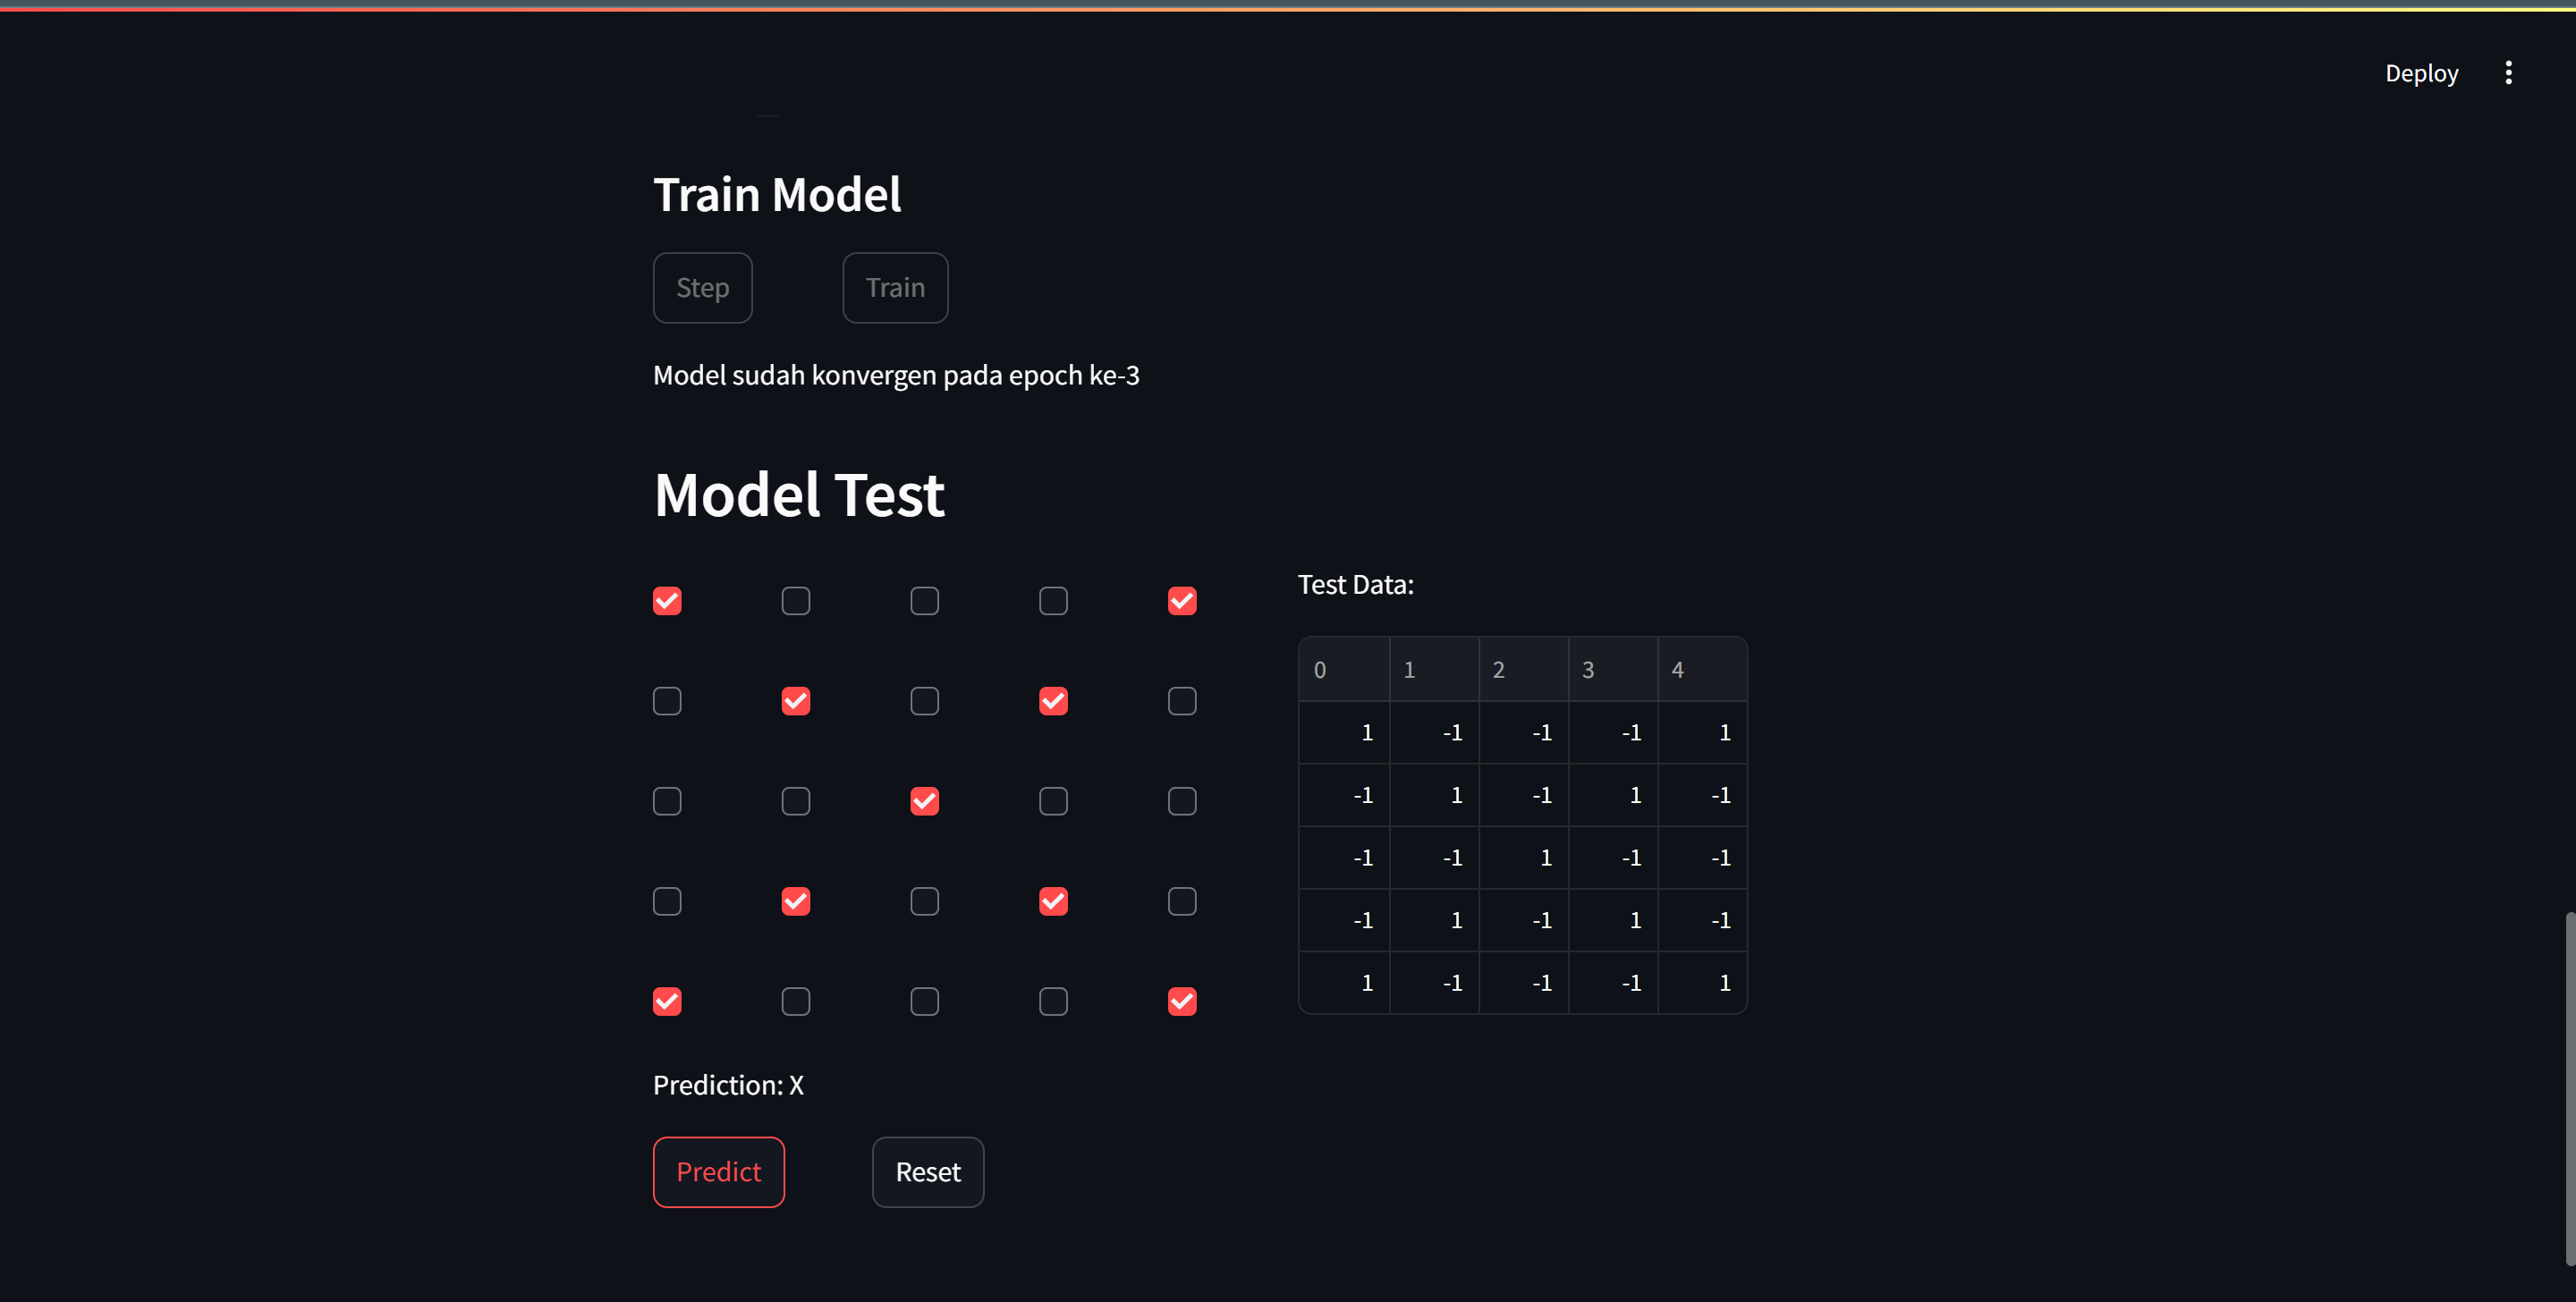 Deploy
Train Model
Step Train
Model sudah konvergen pada epoch ke-3
Model Test
Test Data:
0 1 2 3 4
1 -1 -1 -1 1
-1 1 -1 1 -1
-1 -1 1 -1 -1
-1 1 -1 1 -1
1 -1 -1 -1 1
Prediction: X
Predict Reset